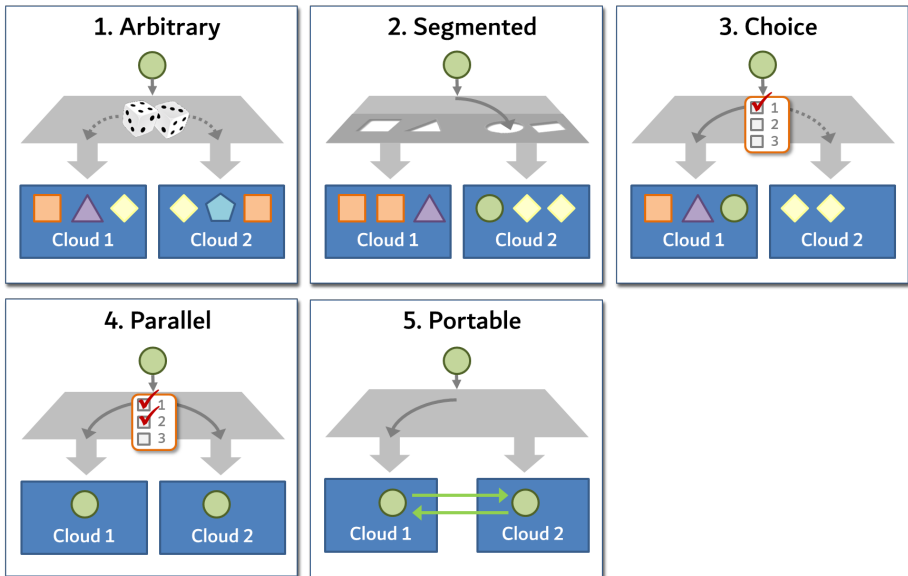 1. Arbitrary
Cloud 1
Cloud 2
2. Segmented
Cloud 1
Cloud 2
3. Choice
1
2
3
Cloud 1
Cloud 2
4. Parallel
1
2
3
Cloud 1
Cloud 2
5. Portable
Cloud 1
Cloud 2